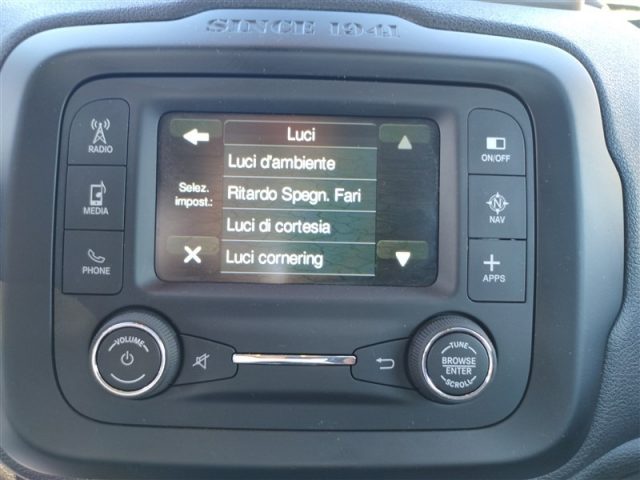 SINCE 1941
RADIO
MEDIA
PHONE
Luci
Selez.
impost.:
Luci d'ambiente
Ritardo Spegn. Fari
Luci di cortesia
Luci cornering
ON/OFF
N
NAV
APPS
VOLUME
TUNE
BROWSE
ENTER
SCROLL